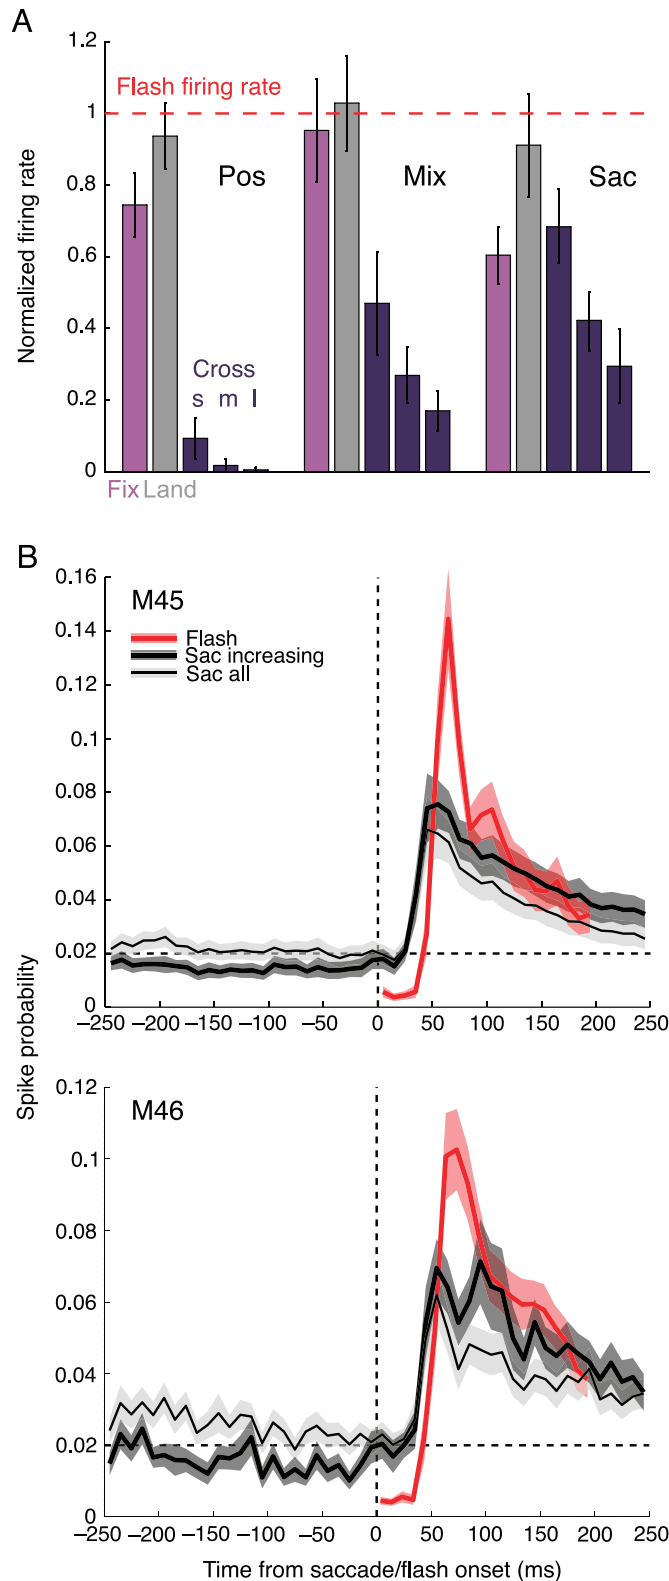 A
1.2
Flash firing rate
1
Pos Mix Sac
0.8
Normalized firing rate
0.6
0.4
Cross
s m l
0.2
0
Fix Land
B
0.16
M45
Flash
Sac increasing
Sac all
0.14
0.12
0.1
0.08
0.06
0.04
0.02
0
–250 –200 –150 –100 –50 0 50 100 150 200 250
Spike probability
0.12
M46
0.1
0.08
0.06
0.04
0.02
0
–250 –200 –150 –100 –50 0 50 100 150 200 250
Time from saccade/flash onset (ms)